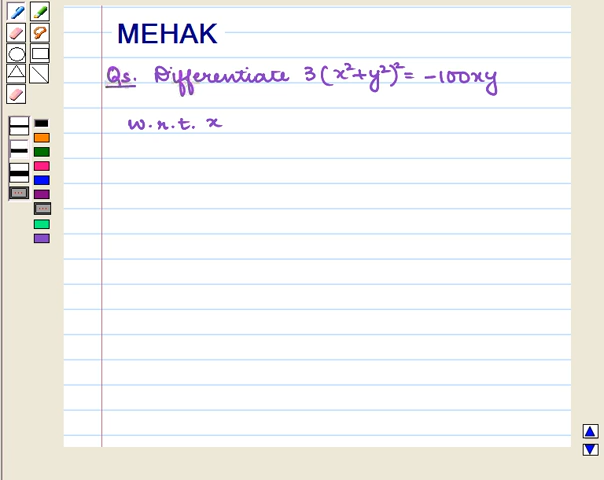 MEHAK
Qs. Differentiate 3(x²+y²)² = -100xy
w.r.t. x